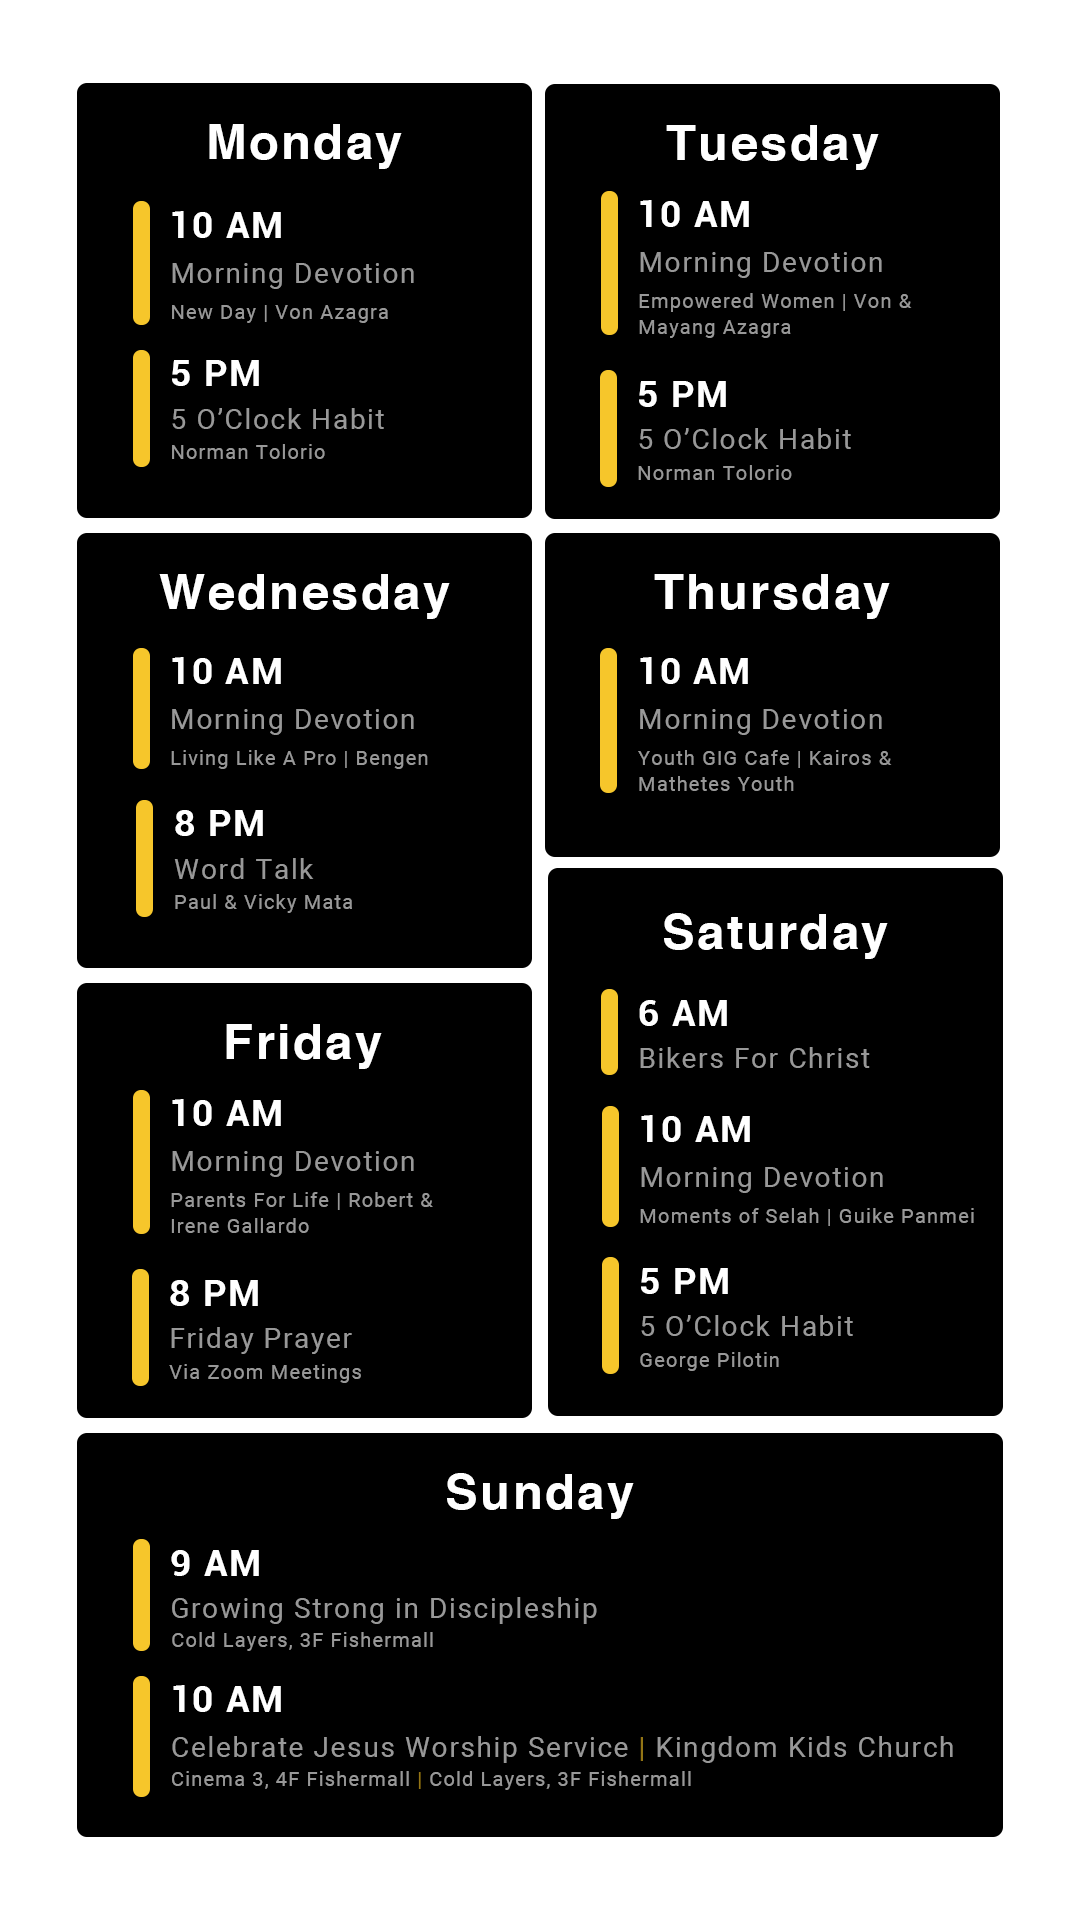 Monday
10 AM
Morning Devotion
New Day | Von Azagra
5 PM
5 O’Clock Habit
Norman Tolorio
Tuesday
10 AM
Morning Devotion
Empowered Women | Von &
Mayang Azagra
5 PM
5 O’Clock Habit
Norman Tolorio
Wednesday
10 AM
Morning Devotion
Living Like A Pro | Bengen
8 PM
Word Talk
Paul & Vicky Mata
Thursday
10 AM
Morning Devotion
Youth GIG Cafe | Kairos &
Mathetes Youth
Friday
10 AM
Morning Devotion
Parents For Life | Robert &
Irene Gallardo
8 PM
Friday Prayer
Via Zoom Meetings
Saturday
6 AM
Bikers For Christ
10 AM
Morning Devotion
Moments of Selah | Guike Panmei
5 PM
5 O’Clock Habit
George Pilotin
Sunday
9 AM
Growing Strong in Discipleship
Cold Layers, 3F Fishermall
10 AM
Celebrate Jesus Worship Service | Kingdom Kids Church
Cinema 3, 4F Fishermall | Cold Layers, 3F Fishermall